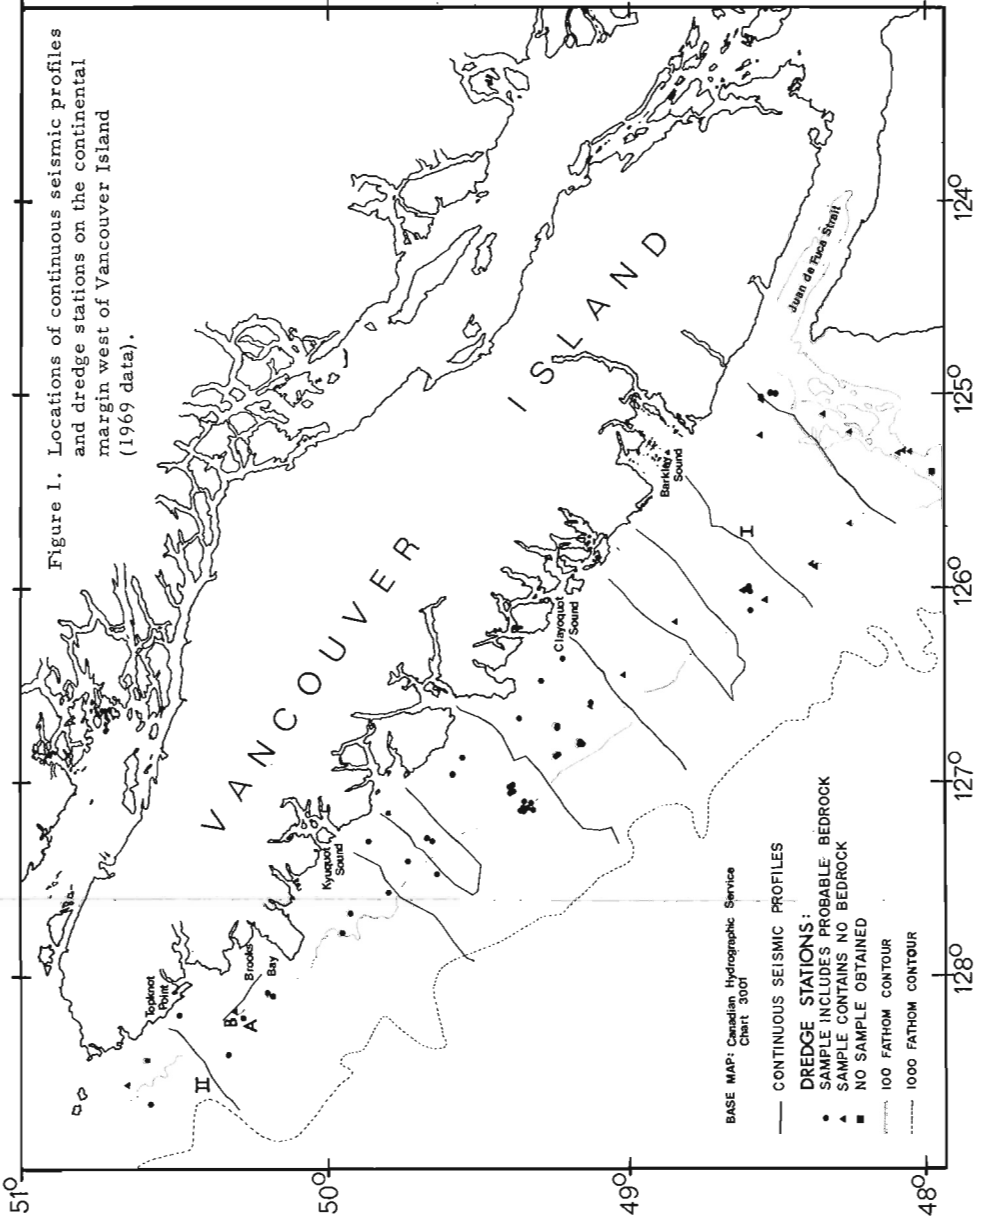 Figure 1. Locations of continuous seismic profiles
and dredge stations on the continental
margin west of Vancouver Island
(1969 data).
VANCOUVER ISLAND
Topknot
Point
Brooks
Bay
B
A
II
Kyuquot
Sound
Clayoquot
Sound
Barkley
Sound
I
Juan de Fuca Strait
BASE MAP: Canadian Hydrographic Service
Chart 3001
CONTINUOUS SEISMIC PROFILES
DREDGE STATIONS:
SAMPLE INCLUDES PROBABLE BEDROCK
SAMPLE CONTAINS NO BEDROCK
NO SAMPLE OBTAINED
100 FATHOM CONTOUR
1000 FATHOM CONTOUR
51°
50°
49°
48°
128°
127°
126°
125°
124°